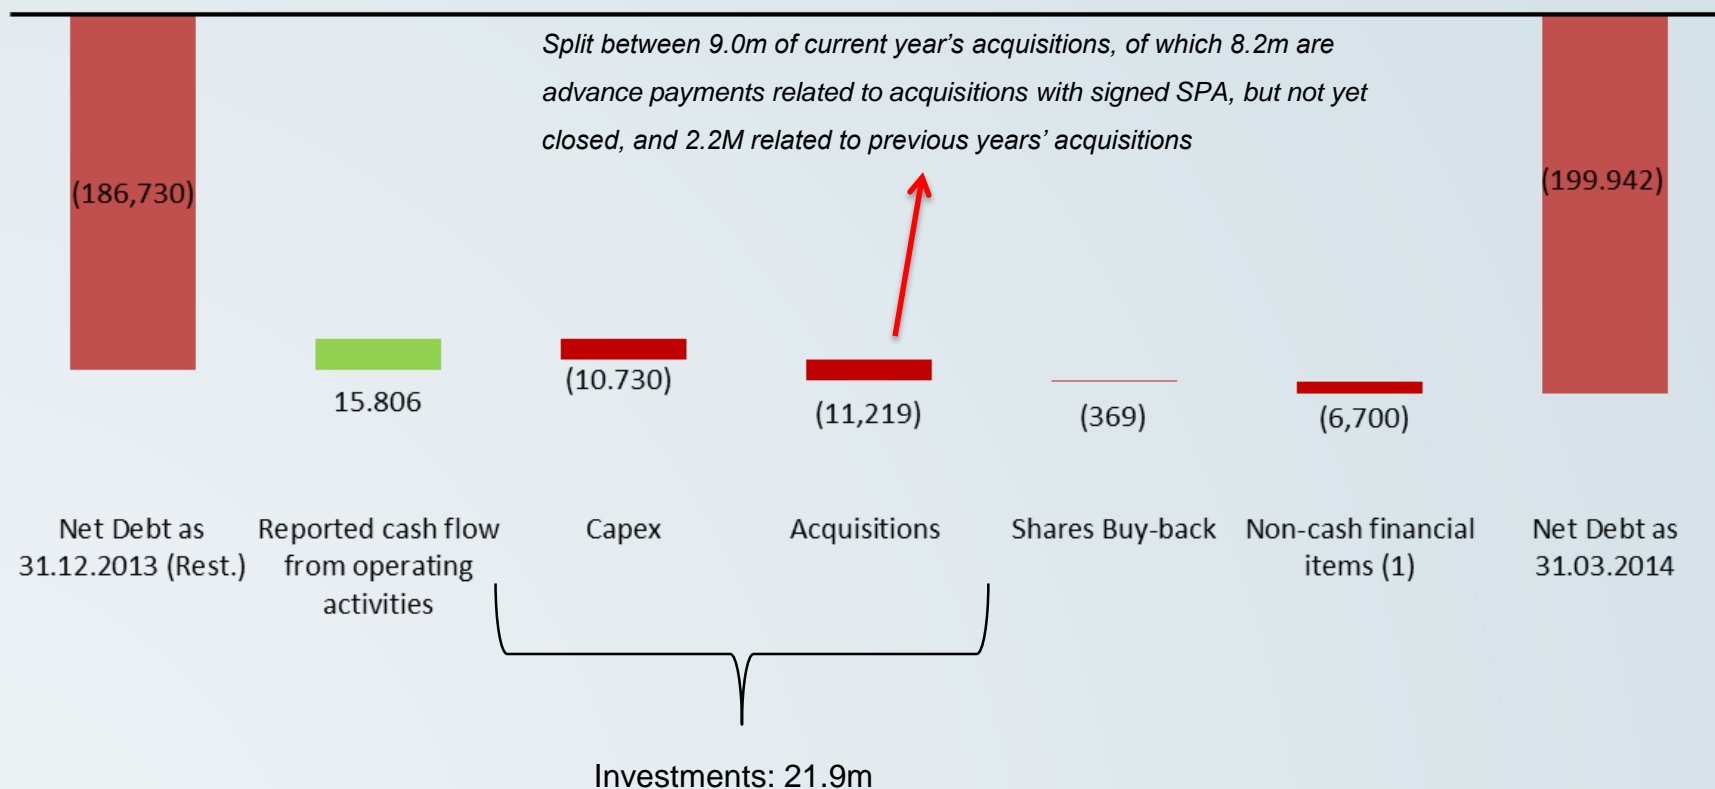 Split between 9.0m of current year's acquisitions, of which 8.2m are
advance payments related to acquisitions with signed SPA, but not yet
closed, and 2.2M related to previous years' acquisitions
(186,730)
(199.942)
15.806
(10.730)
(11,219)
(369)
(6,700)
Net Debt as
31.12.2013 (Rest.)
Reported cash flow
from operating
activities
Capex
Acquisitions
Shares Buy-back
Non-cash financial
items (1)
Net Debt as
31.03.2014
Investments: 21.9m